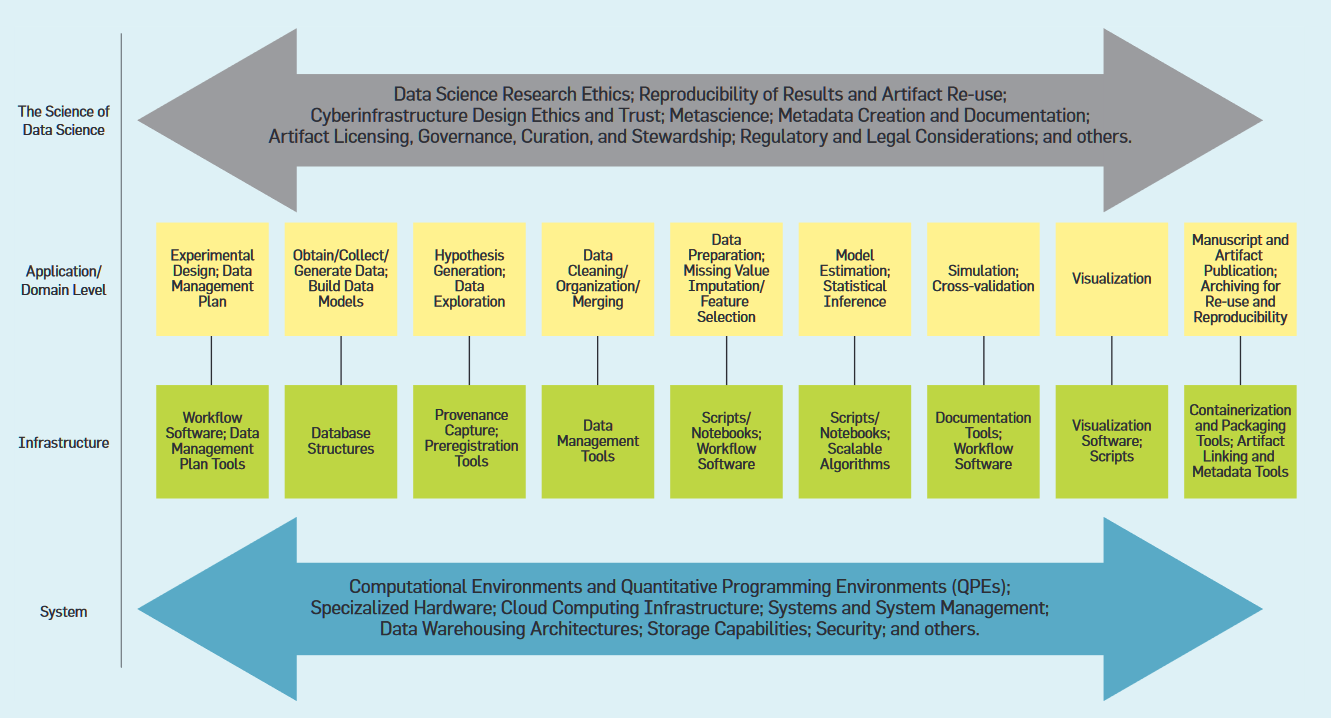 The Science of
Data Science
Data Science Research Ethics; Reproducibility of Results and Artifact Re-use;
Cyberinfrastructure Design Ethics and Trust; Metascience; Metadata Creation and Documentation;
Artifact Licensing, Governance, Curation, and Stewardship; Regulatory and Legal Considerations; and others.
Application/
Domain Level
Experimental
Design; Data
Management
Plan
Obtain/Collect/
Generate Data;
Build Data
Models
Hypothesis
Generation;
Data
Exploration
Data
Cleaning/
Organization/
Merging
Data
Preparation;
Missing Value
Imputation/
Feature
Selection
Model
Estimation;
Statistical
Inference
Simulation;
Cross-validation
Visualization
Manuscript and
Artifact
Publication;
Archiving for
Re-use and
Reproducibility
Infrastructure
Workflow
Software; Data
Management
Plan Tools
Database
Structures
Provenance
Capture;
Preregistration
Tools
Data
Management
Tools
Scripts/
Notebooks;
Workflow
Software
Scripts/
Notebooks;
Scalable
Algorithms
Documentation
Tools;
Workflow
Software
Visualization
Software;
Scripts
Containerization
and Packaging
Tools; Artifact
Linking and
Metadata Tools
System
Computational Environments and Quantitative Programming Environments (QPEs);
Specizalized Hardware; Cloud Computing Infrastructure; Systems and System Management;
Data Warehousing Architectures; Storage Capabilities; Security; and others.